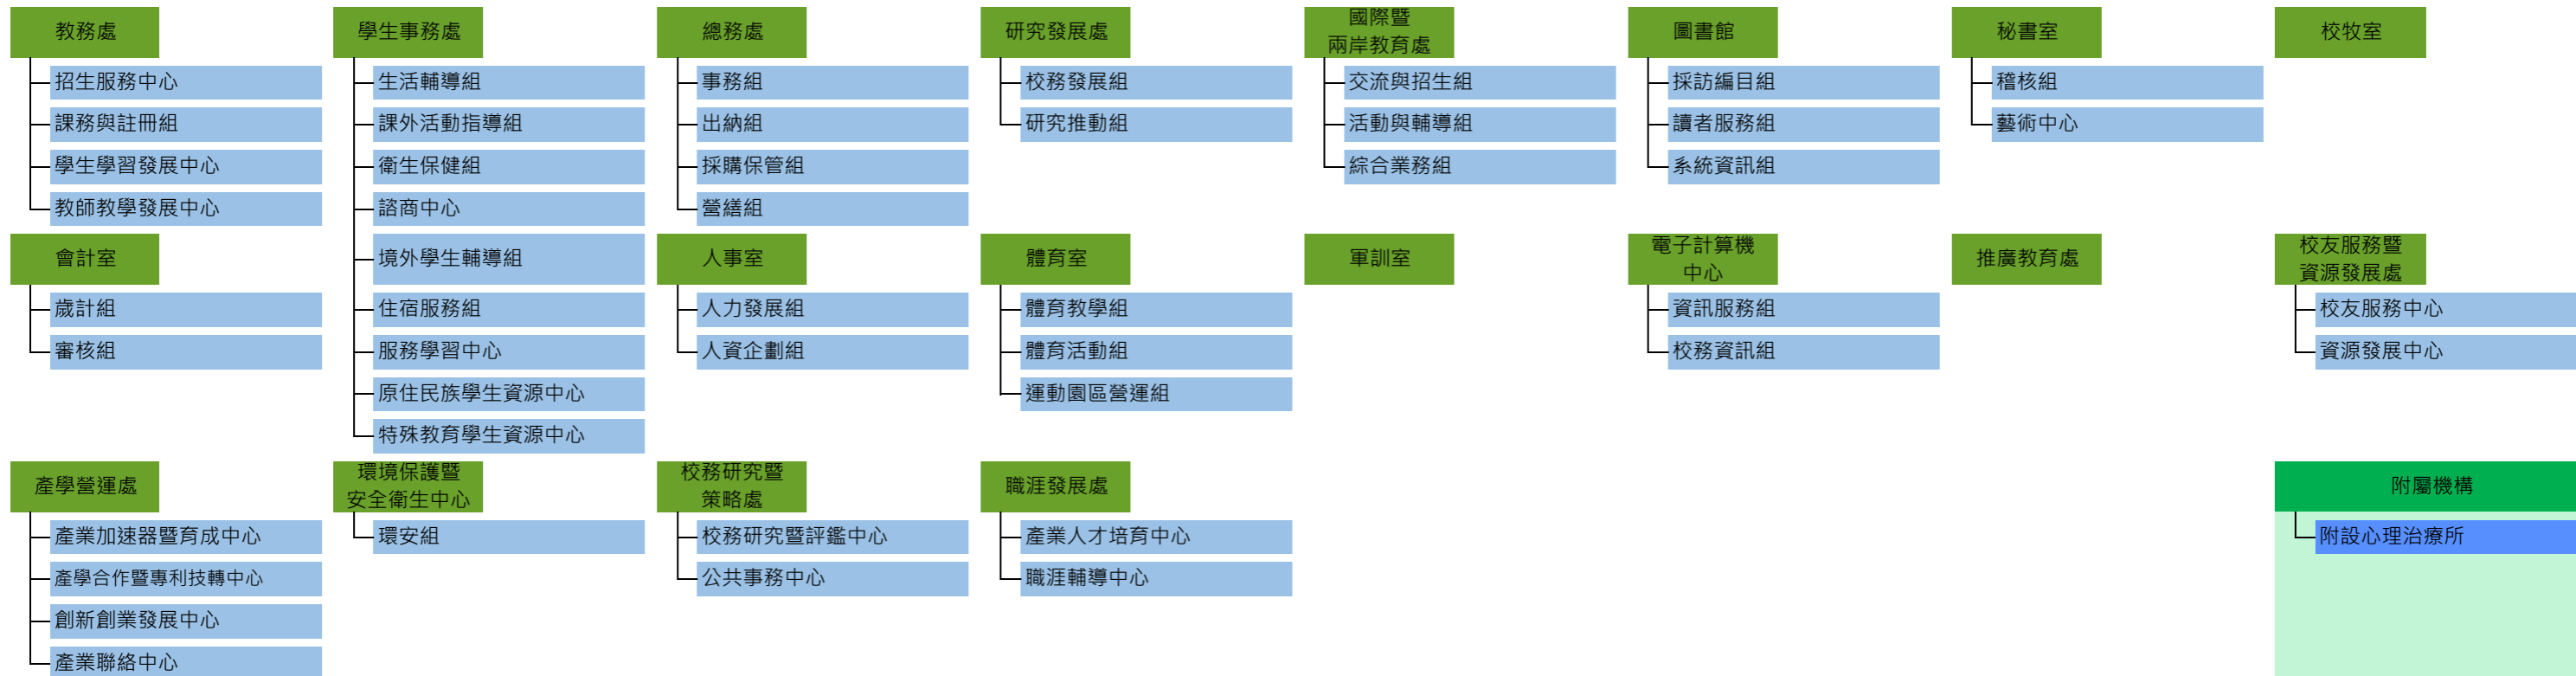 教務處
招生服務中心
課務與註冊組
學生學習發展中心
教師教學發展中心
學生事務處
生活輔導組
課外活動指導組
衛生保健組
諮商中心
境外學生輔導組
住宿服務組
服務學習中心
原住民族學生資源中心
特殊教育學生資源中心
總務處
事務組
出納組
採購保管組
營繕組
研究發展處
校務發展組
研究推動組
國際暨
兩岸教育處
交流與招生組
活動與輔導組
綜合業務組
圖書館
採訪編目組
讀者服務組
系統資訊組
秘書室
稽核組
藝術中心
校牧室
會計室
歲計組
審核組
人事室
人力發展組
人資企劃組
體育室
體育教學組
體育活動組
運動園區營運組
軍訓室
電子計算機
中心
資訊服務組
校務資訊組
推廣教育處
校友服務暨
資源發展處
校友服務中心
資源發展中心
產學營運處
產業加速器暨育成中心
產學合作暨專利技轉中心
創新創業發展中心
產業聯絡中心
環境保護暨
安全衛生中心
環安組
校務研究暨
策略處
校務研究暨評鑑中心
公共事務中心
職涯發展處
產業人才培育中心
職涯輔導中心
附屬機構
附設心理治療所